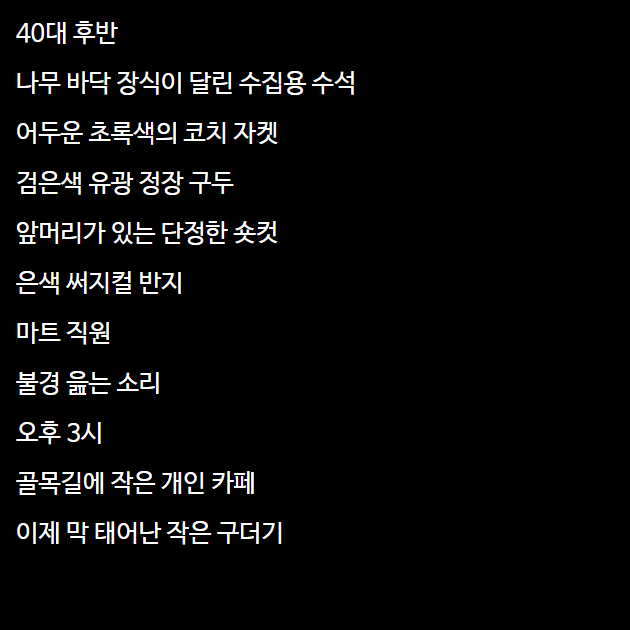 40대 후반
나무 바닥 장식이 달린 수집용 수석
어두운 초록색의 코치 자켓
검은색 유광 정장 구두
앞머리가 있는 단정한 숏컷
은색 써지컬 반지
마트 직원
불경 읊는 소리
오후 3시
골목길에 작은 개인 카페
이제 막 태어난 작은 구더기